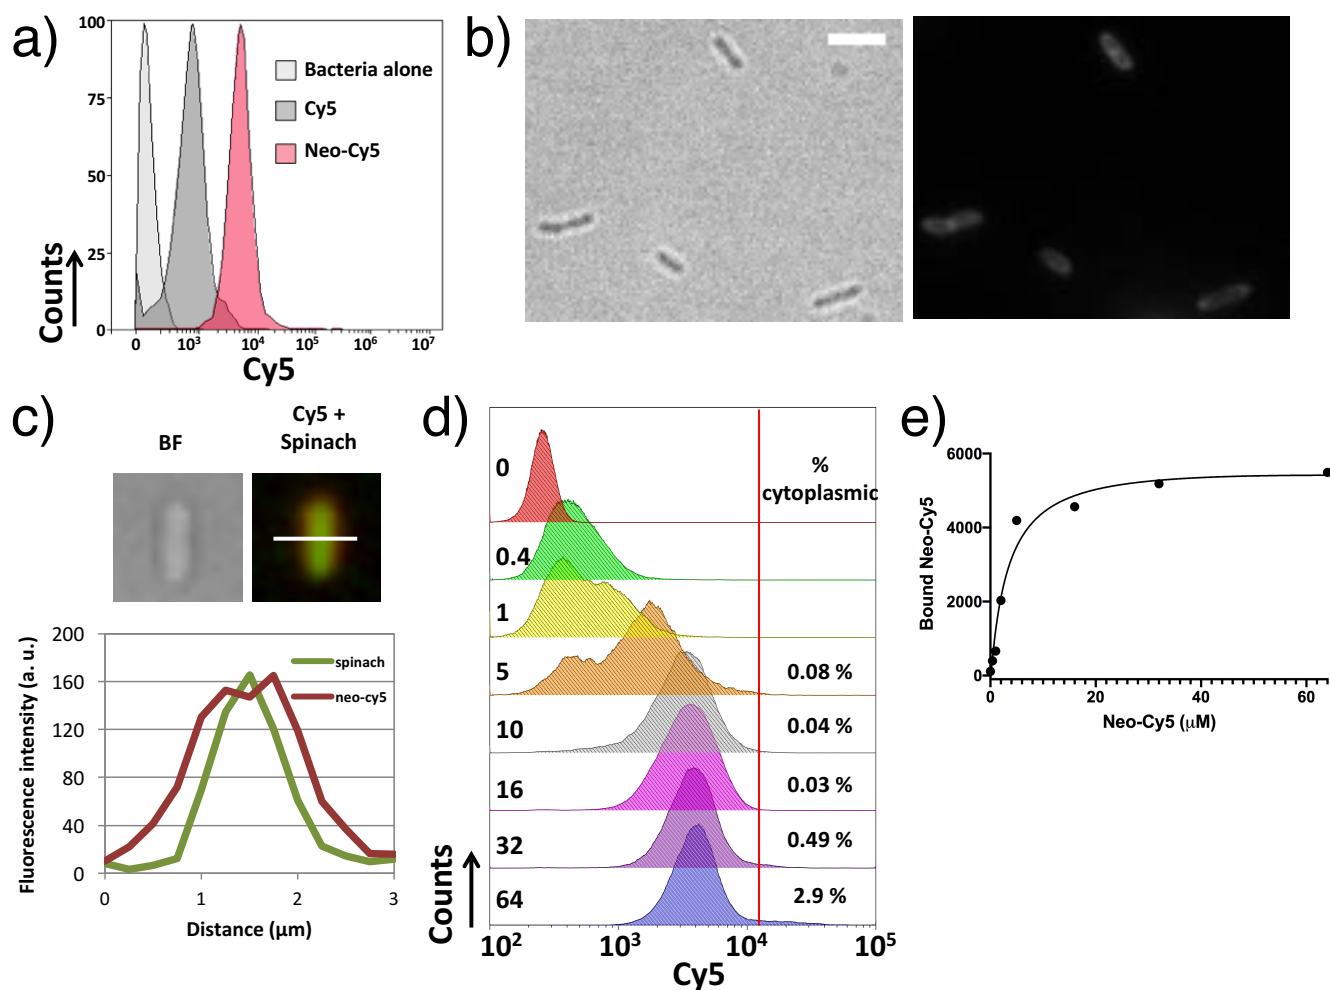 a)
100
75
50
25
0
Counts
Bacteria alone
Cy5
Neo-Cy5
0 10³ 10⁴ 10⁵ 10⁶ 10⁷
Cy5
b)
c)
BF
Cy5 +
Spinach
200
160
120
80
40
0
Fluorescence intensity (a. u.)
spinach
neo-cy5
0 1 2 3
Distance (μm)
d)
%
cytoplasmic
0
0.4
1
5 0.08 %
10 0.04 %
16 0.03 %
32 0.49 %
64 2.9 %
Counts
10² 10³ 10⁴ 10⁵
Cy5
e)
6000
4000
2000
0
Bound Neo-Cy5
0 20 40 60
Neo-Cy5 (μM)